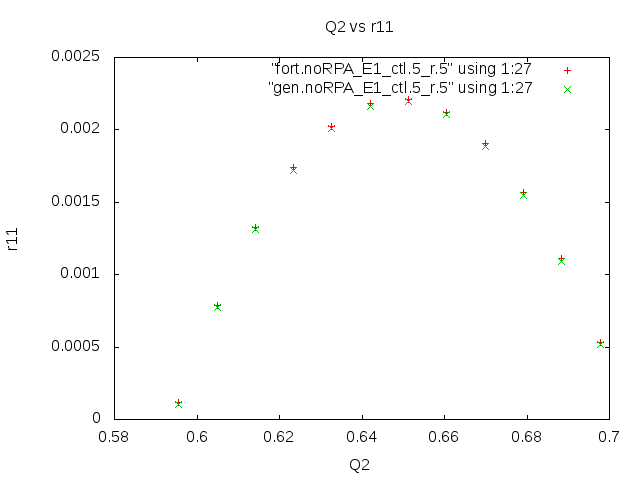 Q2 vs r11
"fort.noRPA_E1_ctl.5_r.5" using 1:27
"gen.noRPA_E1_ctl.5_r.5" using 1:27
0.0025
0.002
0.0015
0.001
0.0005
0
r11
0.58 0.6 0.62 0.64 0.66 0.68 0.7
Q2